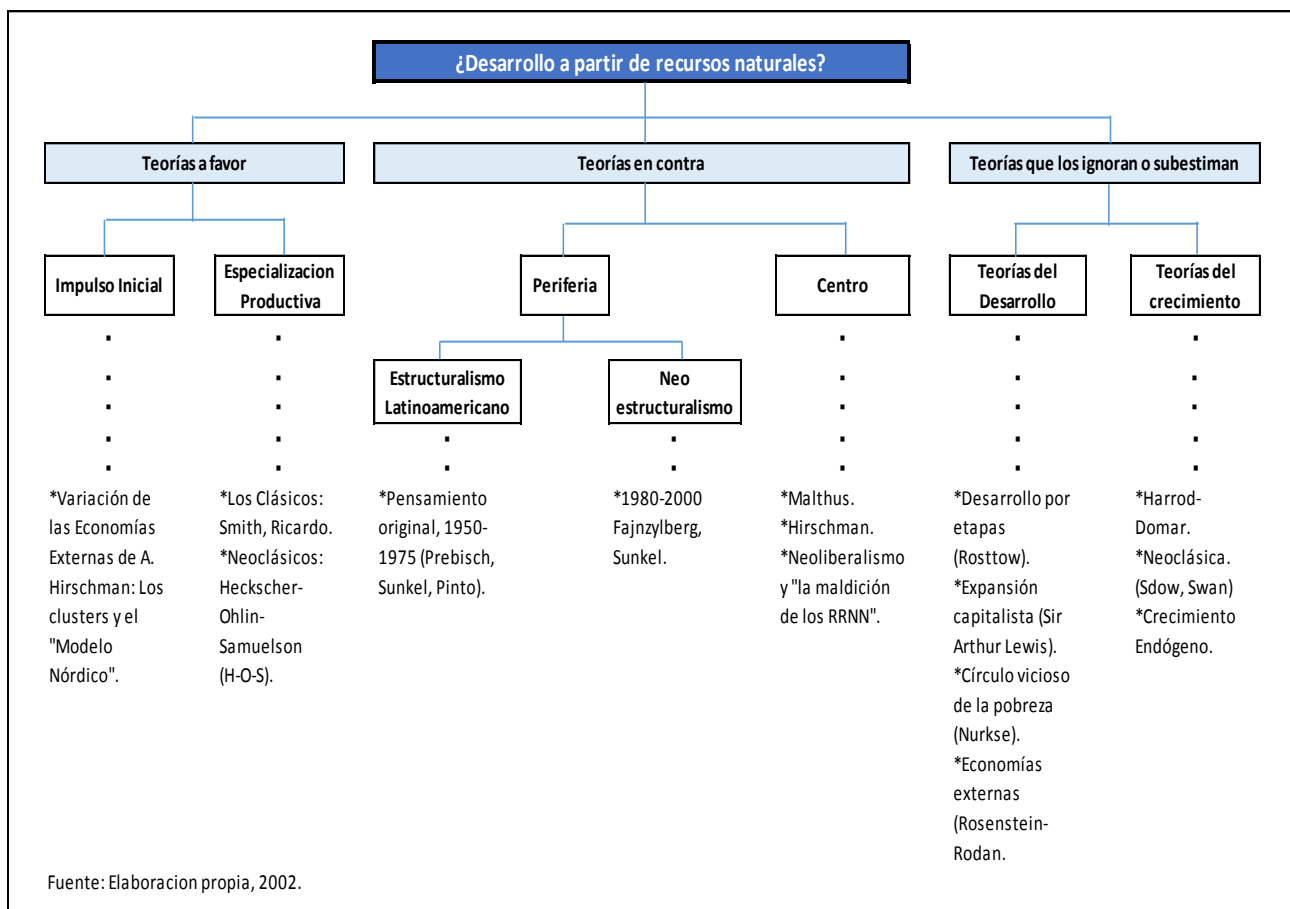 ¿Desarrollo a partir de recursos naturales?
Teorías a favor
Teorías en contra
Teorías que los ignoran o subestiman
Impulso Inicial
Especializacion
Productiva
Periferia
Centro
Teorías del
Desarrollo
Teorías del
crecimiento
Estructuralismo
Latinoamericano
Neo
estructuralismo
*Variación de
las Economías
Externas de A.
Hirschman: Los
clusters y el
"Modelo
Nórdico".
*Los Clásicos:
Smith, Ricardo.
*Neoclásicos:
Heckscher-
Ohlin-
Samuelson
(H-O-S).
*Pensamiento
original, 1950-
1975 (Prebisch,
Sunkel, Pinto).
*1980-2000
Fajnzylberg,
Sunkel.
*Malthus.
*Hirschman.
*Neoliberalismo
y "la maldición
de los RRNN".
*Desarrollo por
etapas
(Rosttow).
*Expansión
capitalista (Sir
Arthur Lewis).
*Círculo vicioso
de la pobreza
(Nurkse).
*Economías
externas
(Rosenstein-
Rodan.
*Harrod-
Domar.
*Neoclásica.
(Sdow, Swan)
*Crecimiento
Endógeno.
Fuente: Elaboracion propia, 2002.